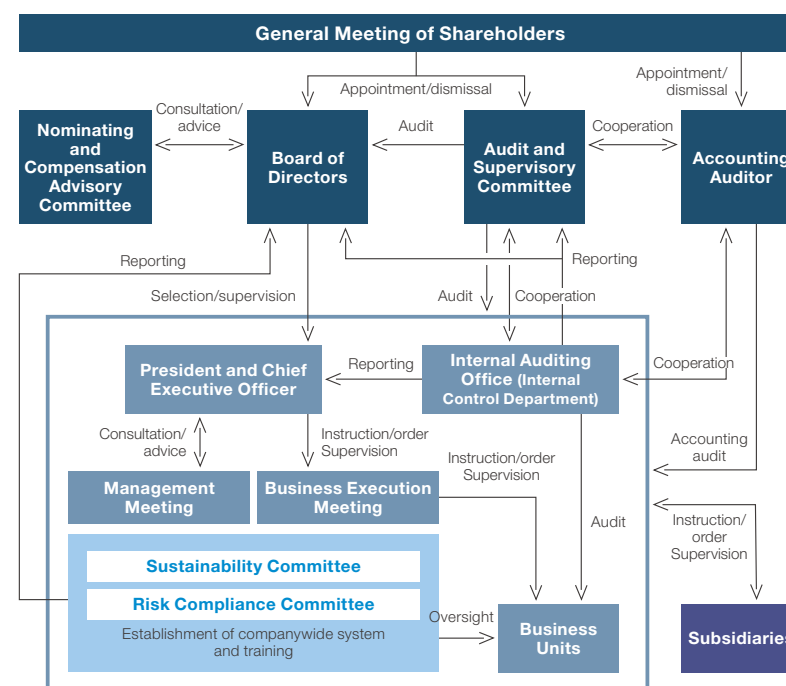 General Meeting of Shareholders
Appointment/dismissal
Appointment/
dismissal
Nominating
and
Compensation
Advisory
Committee
Consultation/
advice
Board of
Directors
Audit
Audit and
Supervisory
Committee
Cooperation
Accounting
Auditor
Reporting
Selection/supervision
Audit
Cooperation
Reporting
President and Chief
Executive Officer
Reporting
Internal Auditing
Office (Internal
Control Department)
Cooperation
Consultation/
advice
Instruction/order
Supervision
Instruction/order
Supervision
Accounting
audit
Management
Meeting
Business Execution
Meeting
Audit
Instruction/
order
Supervision
Sustainability Committee
Risk Compliance Committee
Establishment of companywide system
and training
Oversight
Business
Units
Subsidiaries